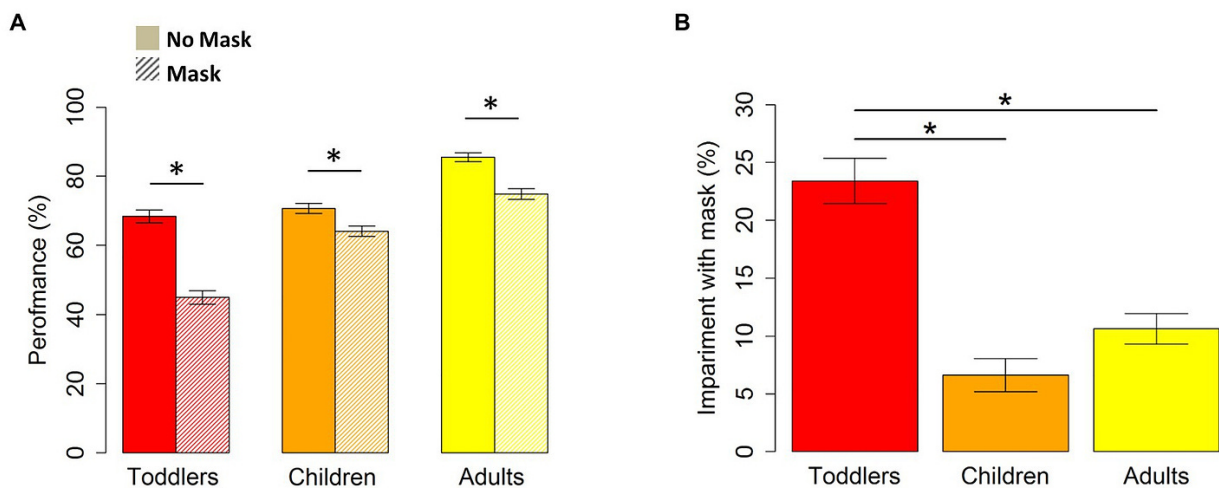 A
No Mask
Mask
Perofmance (%)
100
80
60
40
20
0
*
*
*
Toddlers
Children
Adults
B
Impariment with mask (%)
30
25
20
15
10
5
0
*
*
Toddlers
Children
Adults